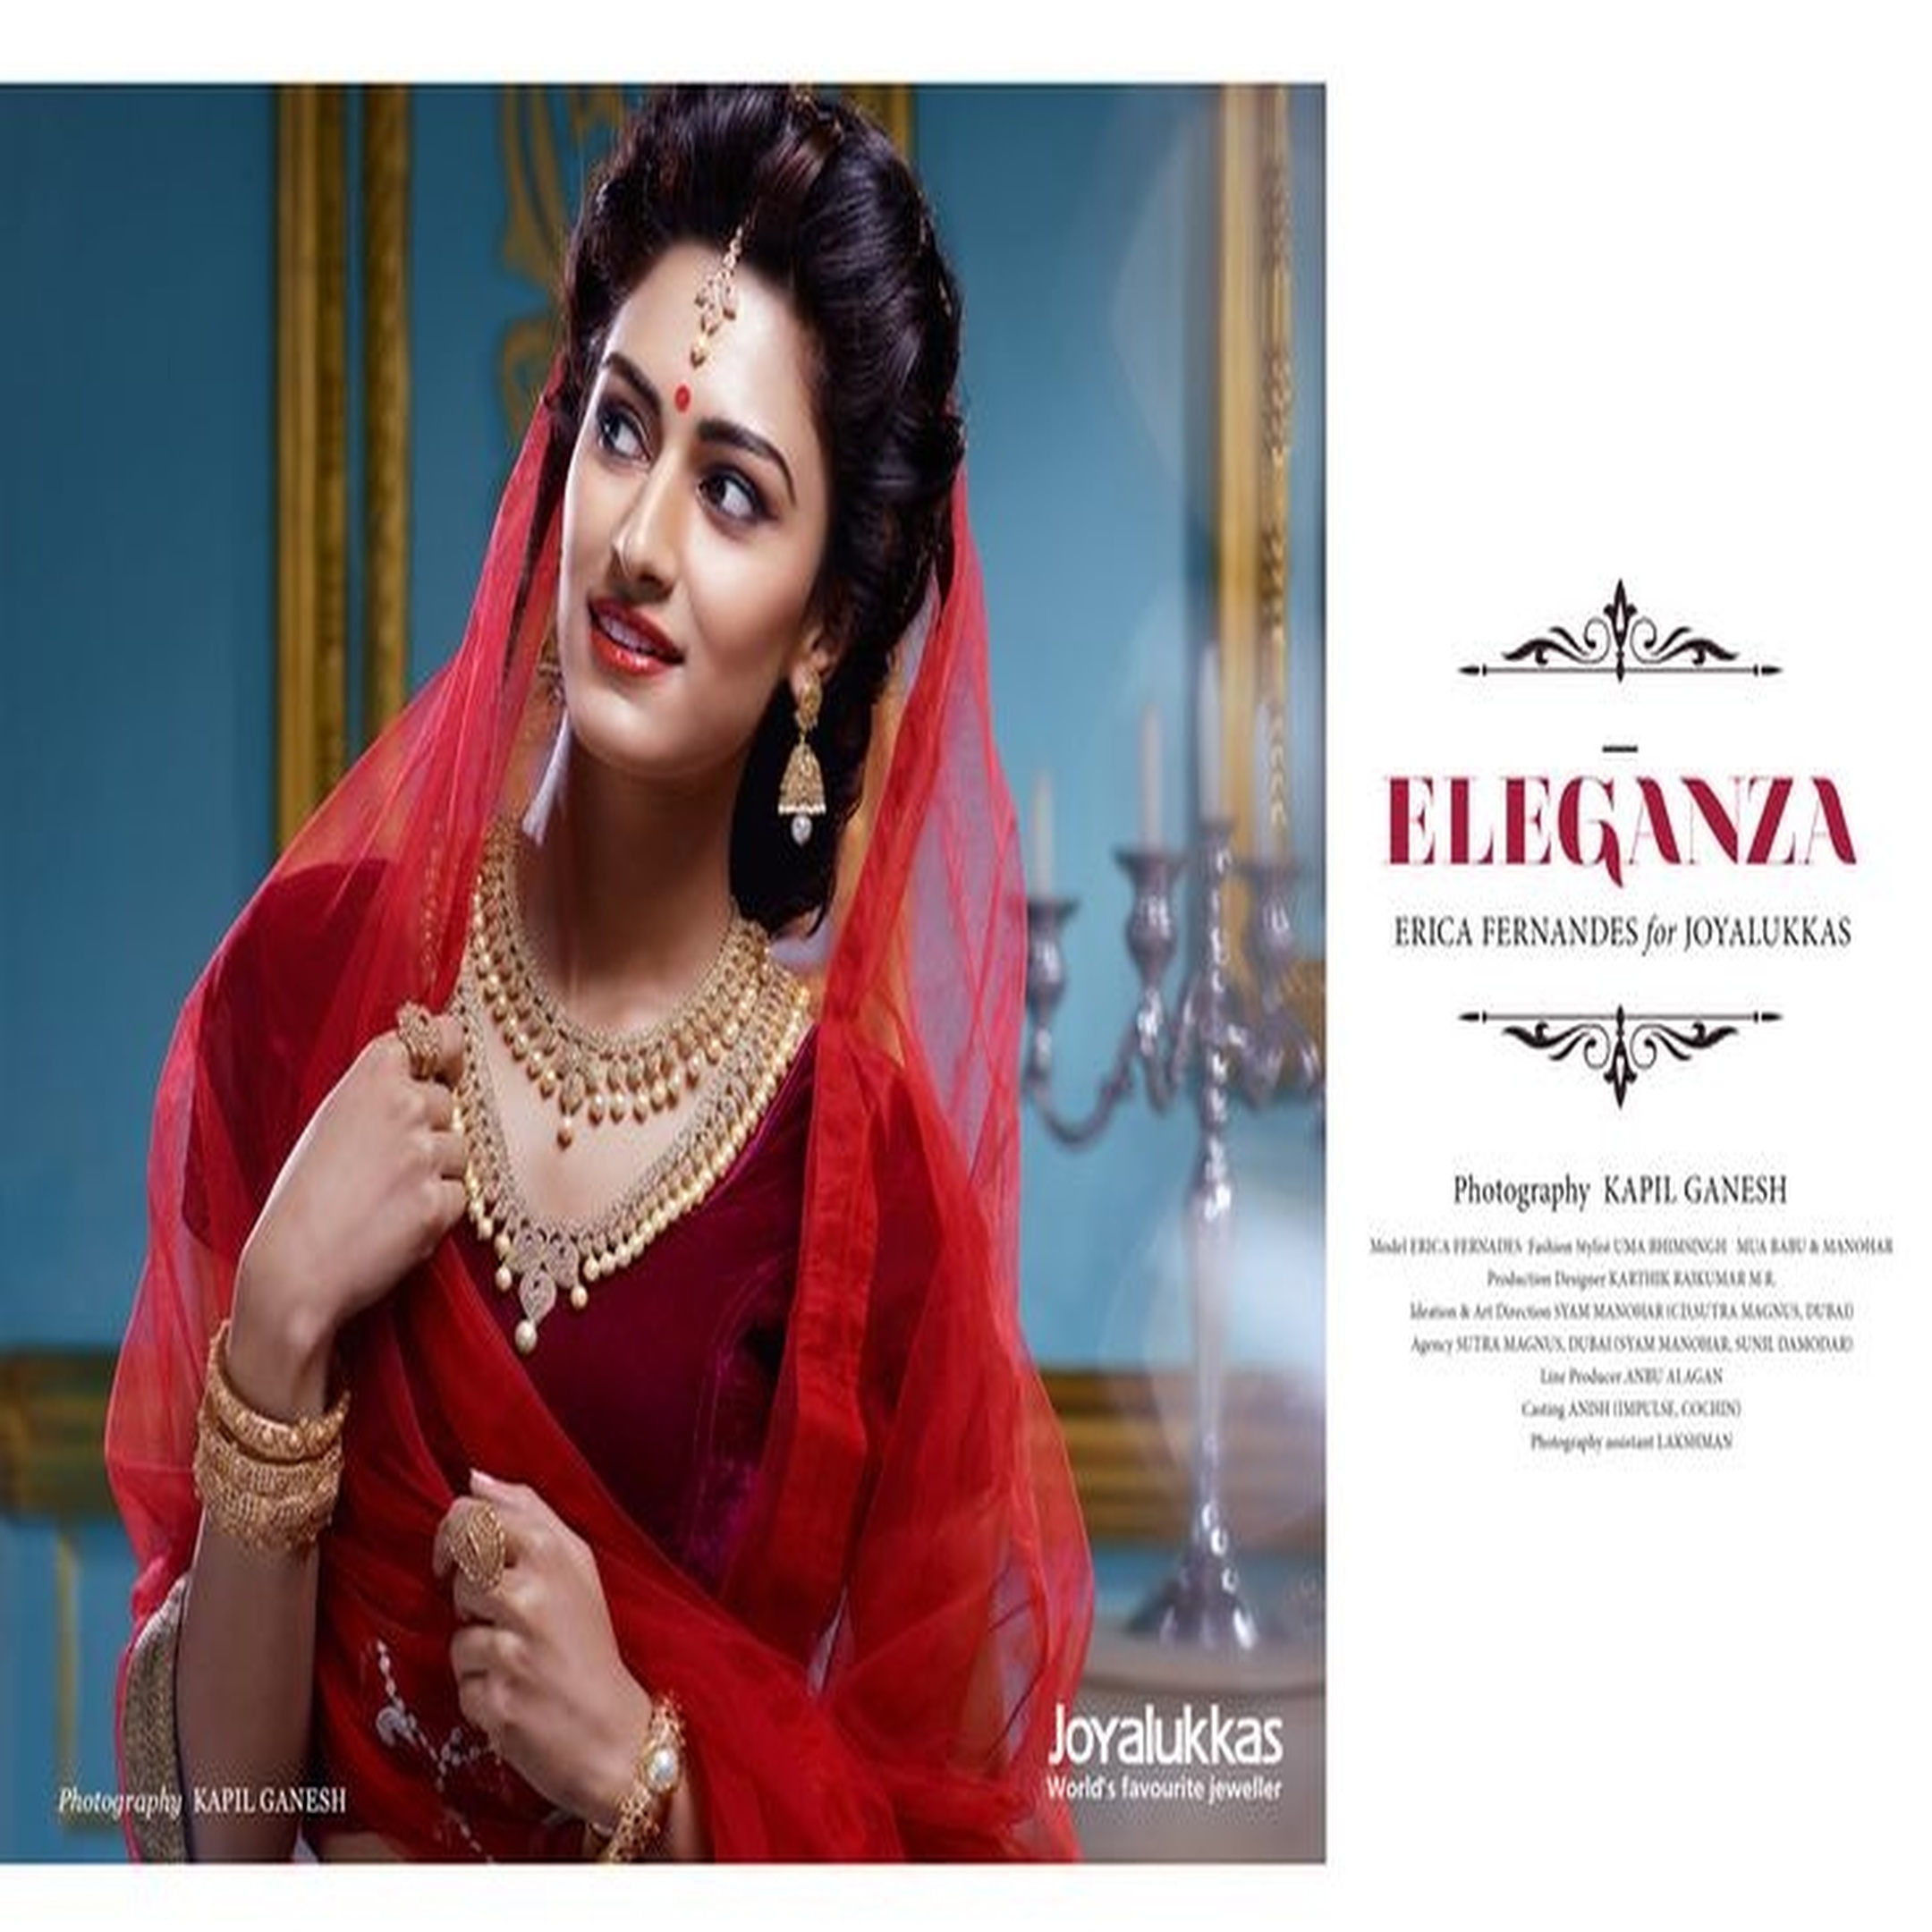 ELEGANZA
ERICA FERNANDES for JOYALUKKAS
Photography KAPIL GANESH
Model ERICA FERNADES Fashion Stylist UMA BHIMSINGH MUA BABU & MANOHAR
Production Designer KARTHIK RAJKUMAR M R.
Ideation & Art Direction SYAM MANOHAR (CD,SUTRA MAGNUS, DUBAI)
Agency SUTRA MAGNUS, DUBAI (SYAM MANOHAR, SUNIL DAMODAR)
Line Producer ANBU ALAGAN
Casting ANISH (IMPULSE, COCHIN)
Photography assistant LAKSHMAN
Joyalukkas
World's favourite jeweller
Photography KAPIL GANESH